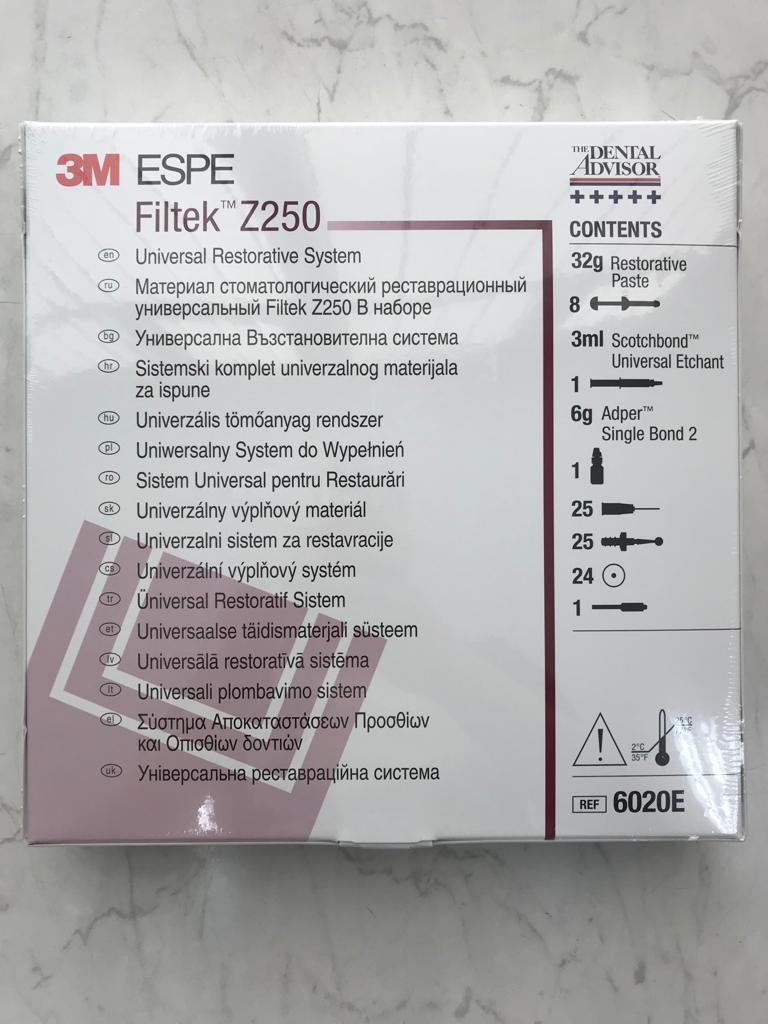 3M ESPE
Filtek™ Z250
en Universal Restorative System
ru Материал стоматологический реставрационный
универсальный Filtek Z250 В наборе
bg Универсална Възстановителна система
hr Sistemski komplet univerzalnog materijala
za ispune
hu Univerzális tömőanyag rendszer
pl Uniwersalny System do Wypełnień
ro Sistem Universal pentru Restaurări
sk Univerzálny výplňový materiál
sl Univerzalni sistem za restavracije
cs Univerzální výplňový systém
tr Üniversal Restoratif Sistem
et Universaalse täidismaterjali süsteem
lv Universālā restoratīvā sistēma
lt Universali plombavimo sistem
el Σύστημα Αποκαταστάσεων Προσθίων
και Οπισθίων δοντιών
uk Універсальна реставраційна система
THE DENTAL
ADVISOR
+++++
CONTENTS
32g Restorative
Paste
8
3ml Scotchbond™
Universal Etchant
1
6g Adper™
Single Bond 2
1
25
25
24
1
!
25°C
2°C
35°F
REF 6020E